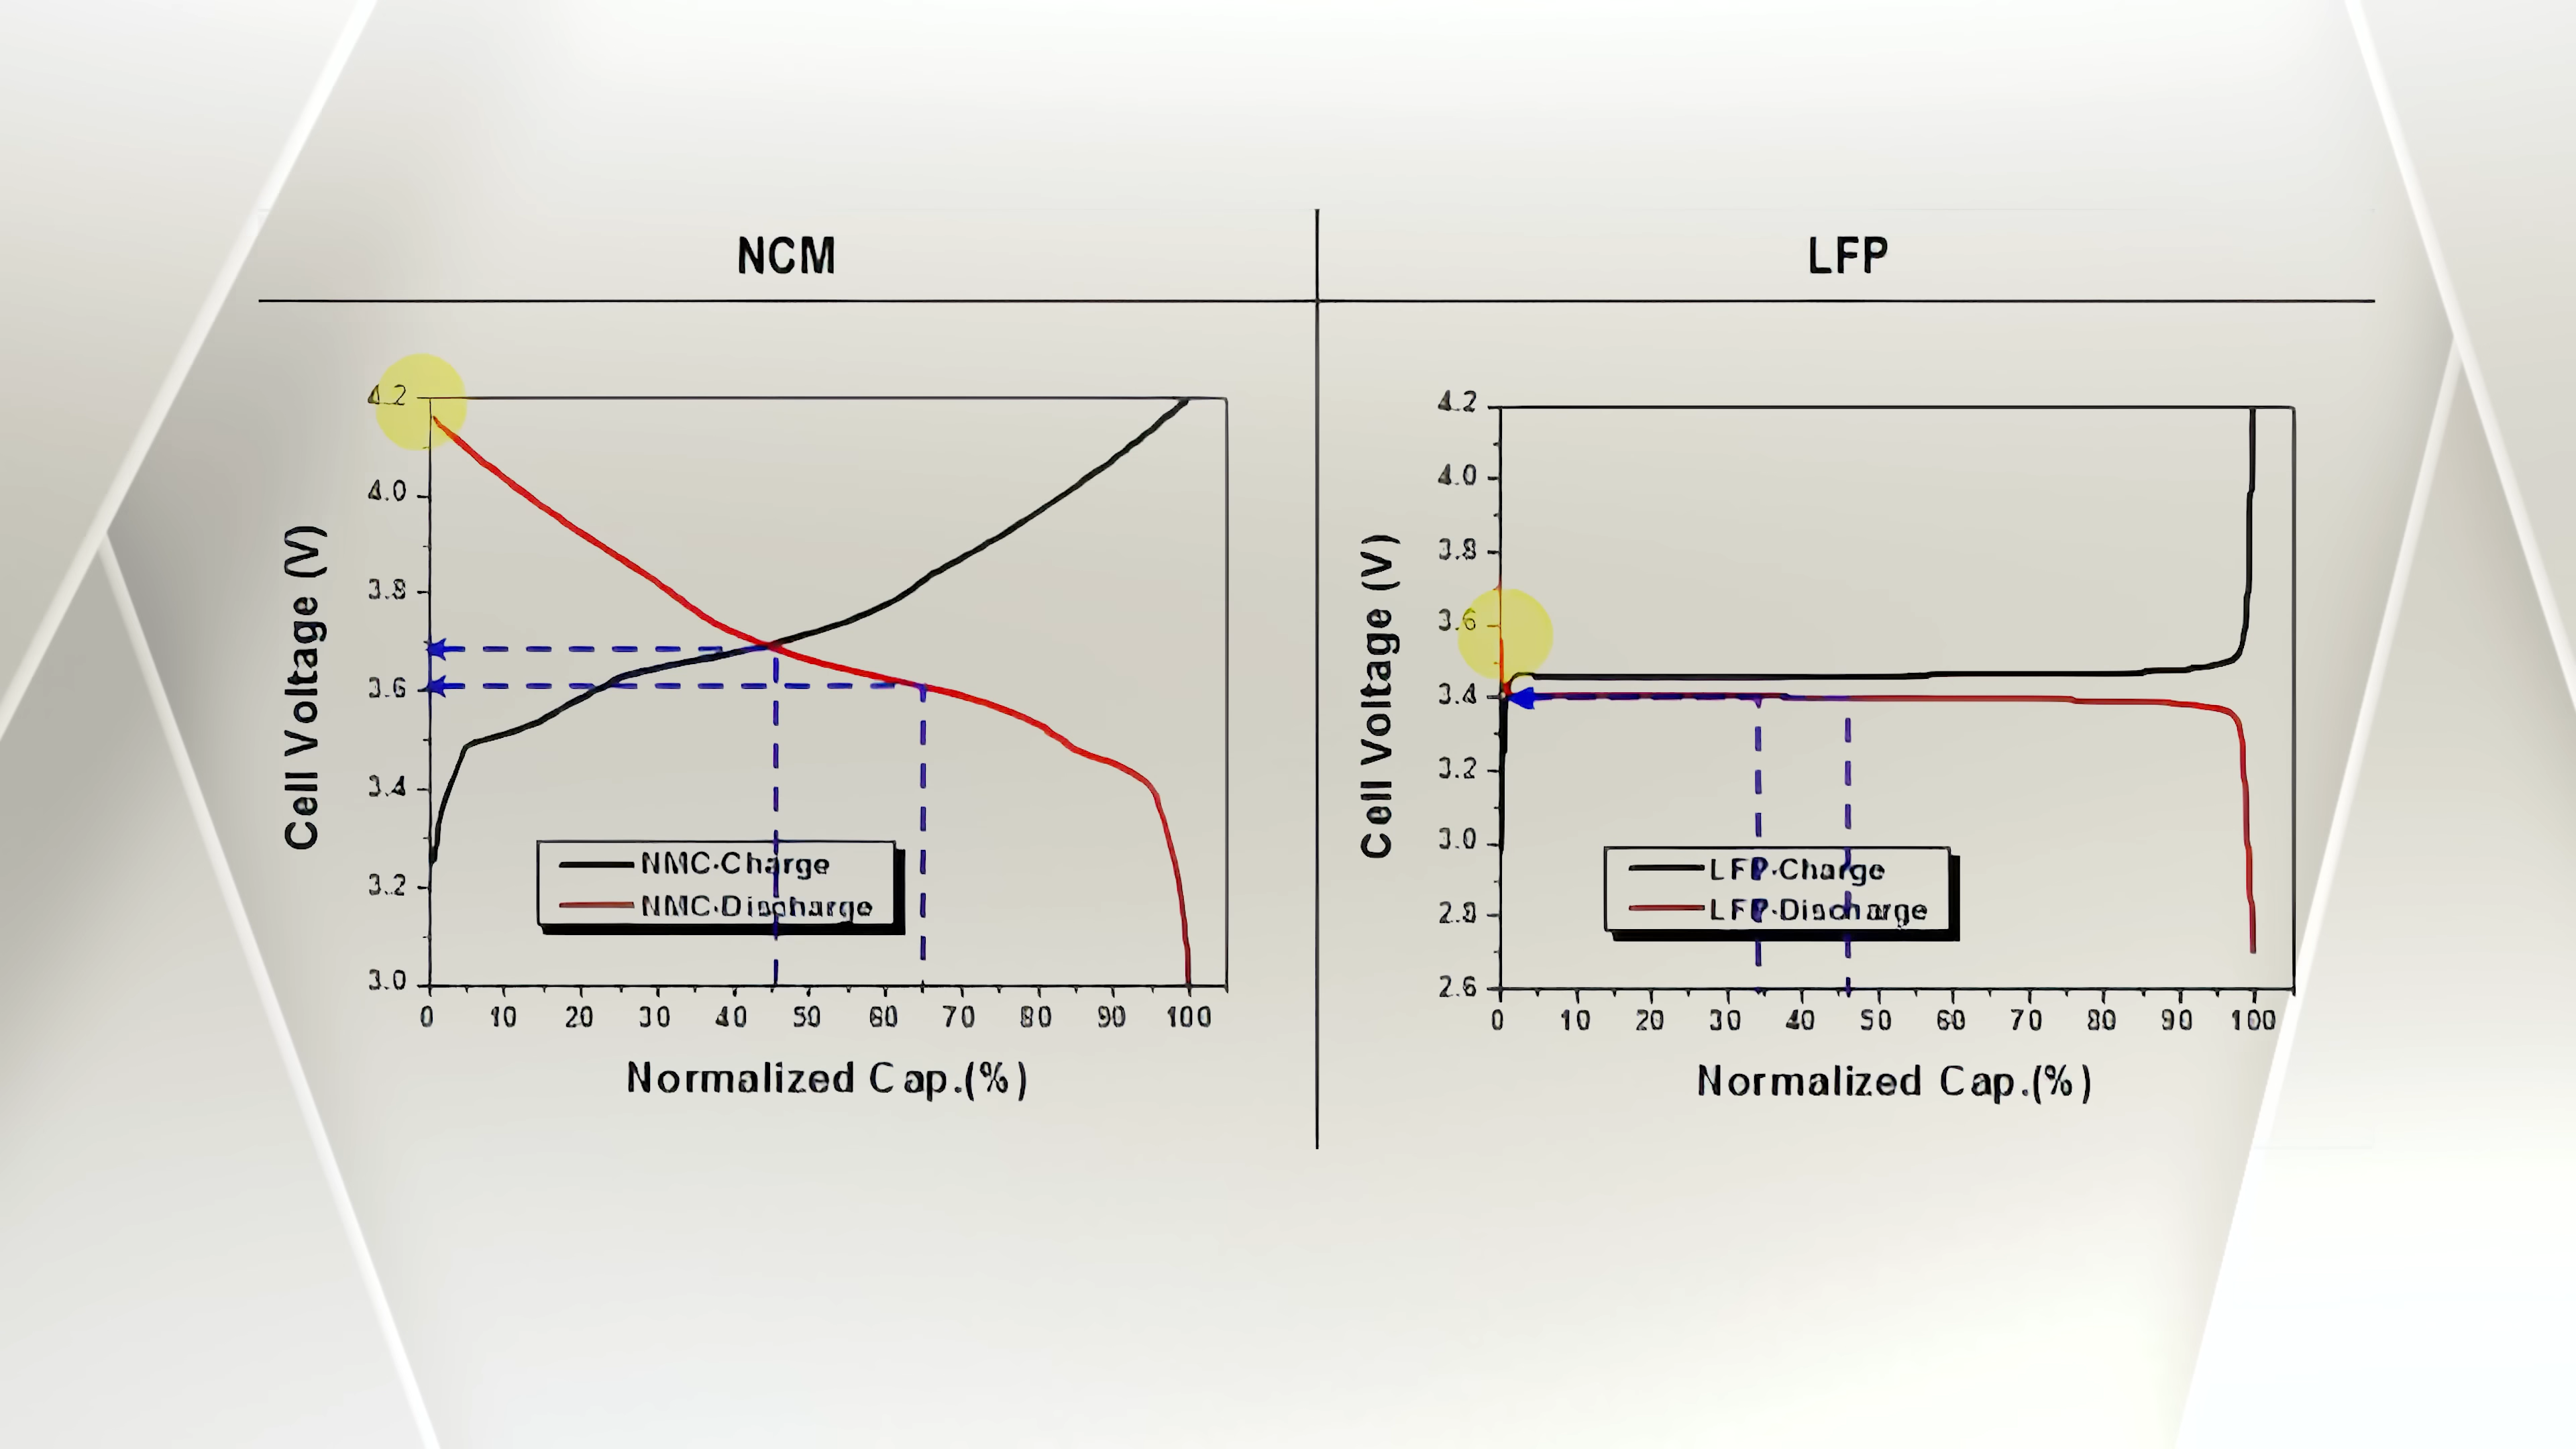 NCM
LFP
Cell Voltage (V)
4.2
4.0
3.8
3.6
3.4
3.2
3.0
NMC-Charge
NMC-Discharge
0 10 20 30 40 50 60 70 80 90 100
Normalized Cap.(%)
Cell Voltage (V)
4.2
4.0
3.8
3.6
3.4
3.2
3.0
2.8
2.6
LFP-Charge
LFP-Discharge
0 10 20 30 40 50 60 70 80 90 100
Normalized Cap.(%)